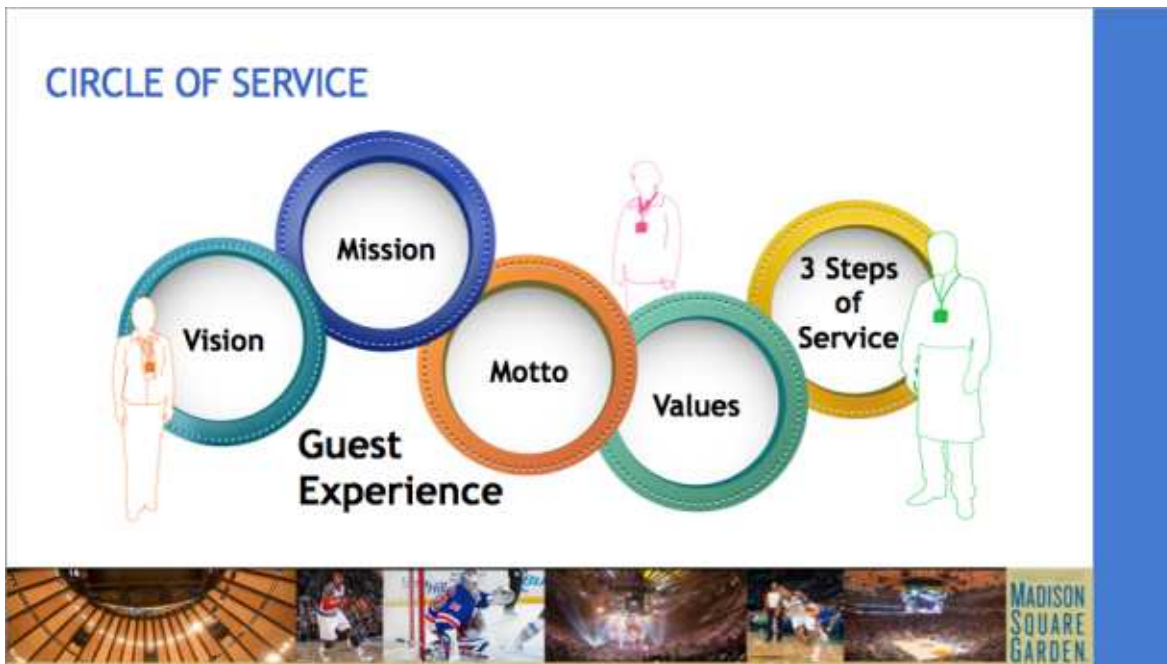 CIRCLE OF SERVICE
Vision
Mission
Motto
Values
3 Steps
of
Service
Guest
Experience
MADISON
SQUARE
GARDEN